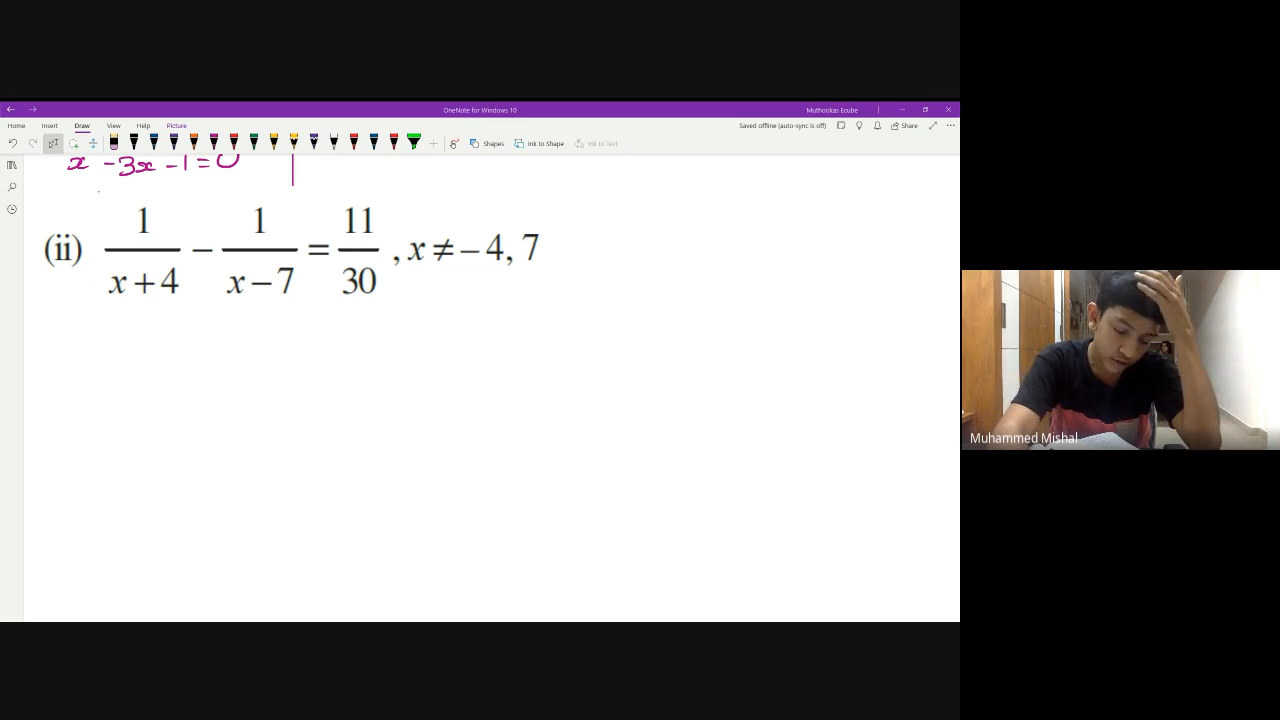 OneNote for Windows 10
Muthookas Ecube
Home Insert Draw View Help Picture
Saved offline (auto-sync is off)
Share
Shapes
Ink to Shape
Ink to Text
x - 3x - 1 = 0
(ii) 1/(x+4) − 1/(x−7) = 11/30 , x ≠ − 4, 7
Muhammed Mishal